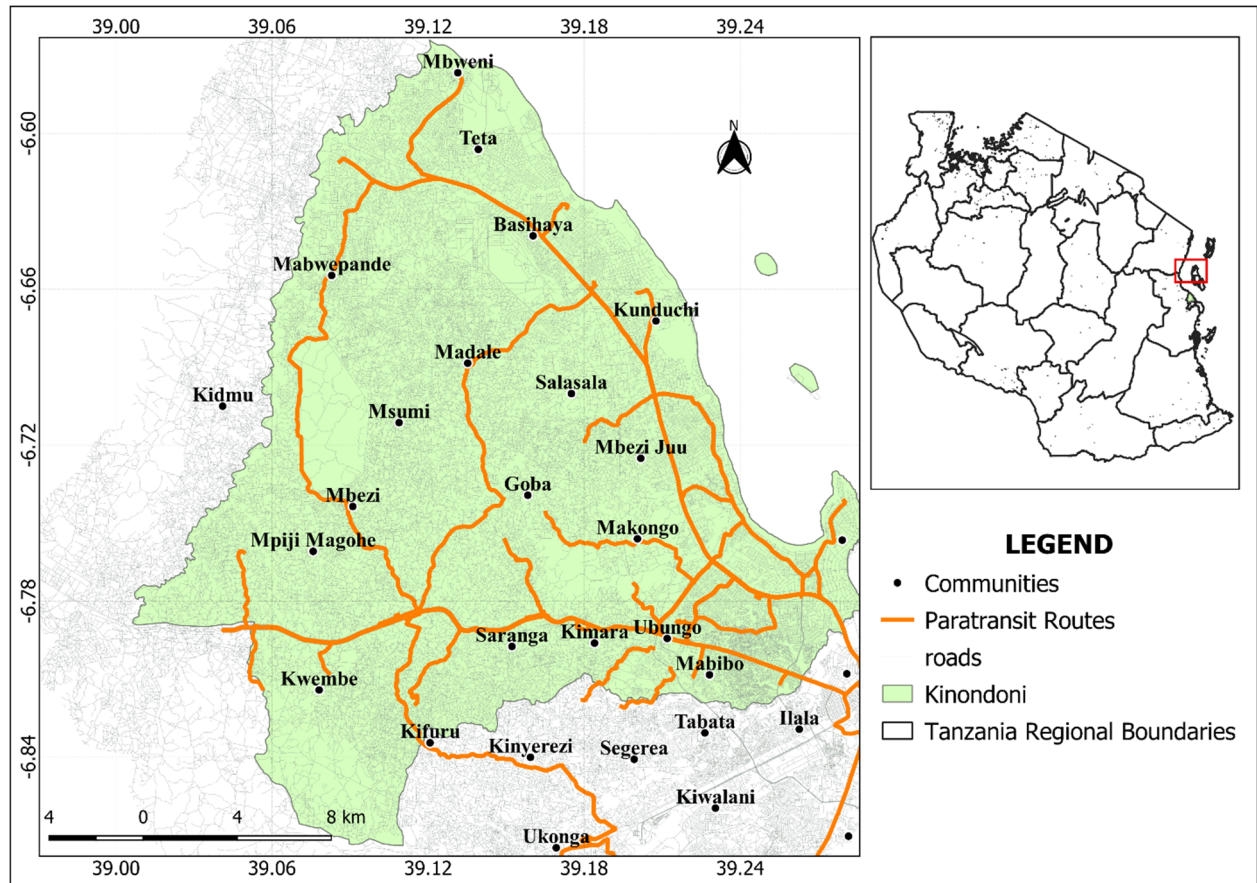 39.00 39.06 39.12 39.18 39.24
Mbweni
-6.60
Teta
N
Basihaya
Mabwepande
-6.66
Kunduchi
Madale
Salasala
Kidmu
Msumi
-6.72
Mbezi Juu
Goba
Mbezi
Makongo
Mpiji Magohe
-6.78
Saranga
Kimara
Ubungo
Mabibo
Kwembe
Tabata
Ilala
Kifuru
-6.84
Kinyerezi
Segerea
Kiwalani
4 0 4 8 km
Ukonga
39.00 39.06 39.12 39.18 39.24
LEGEND
Communities
Paratransit Routes
roads
Kinondoni
Tanzania Regional Boundaries